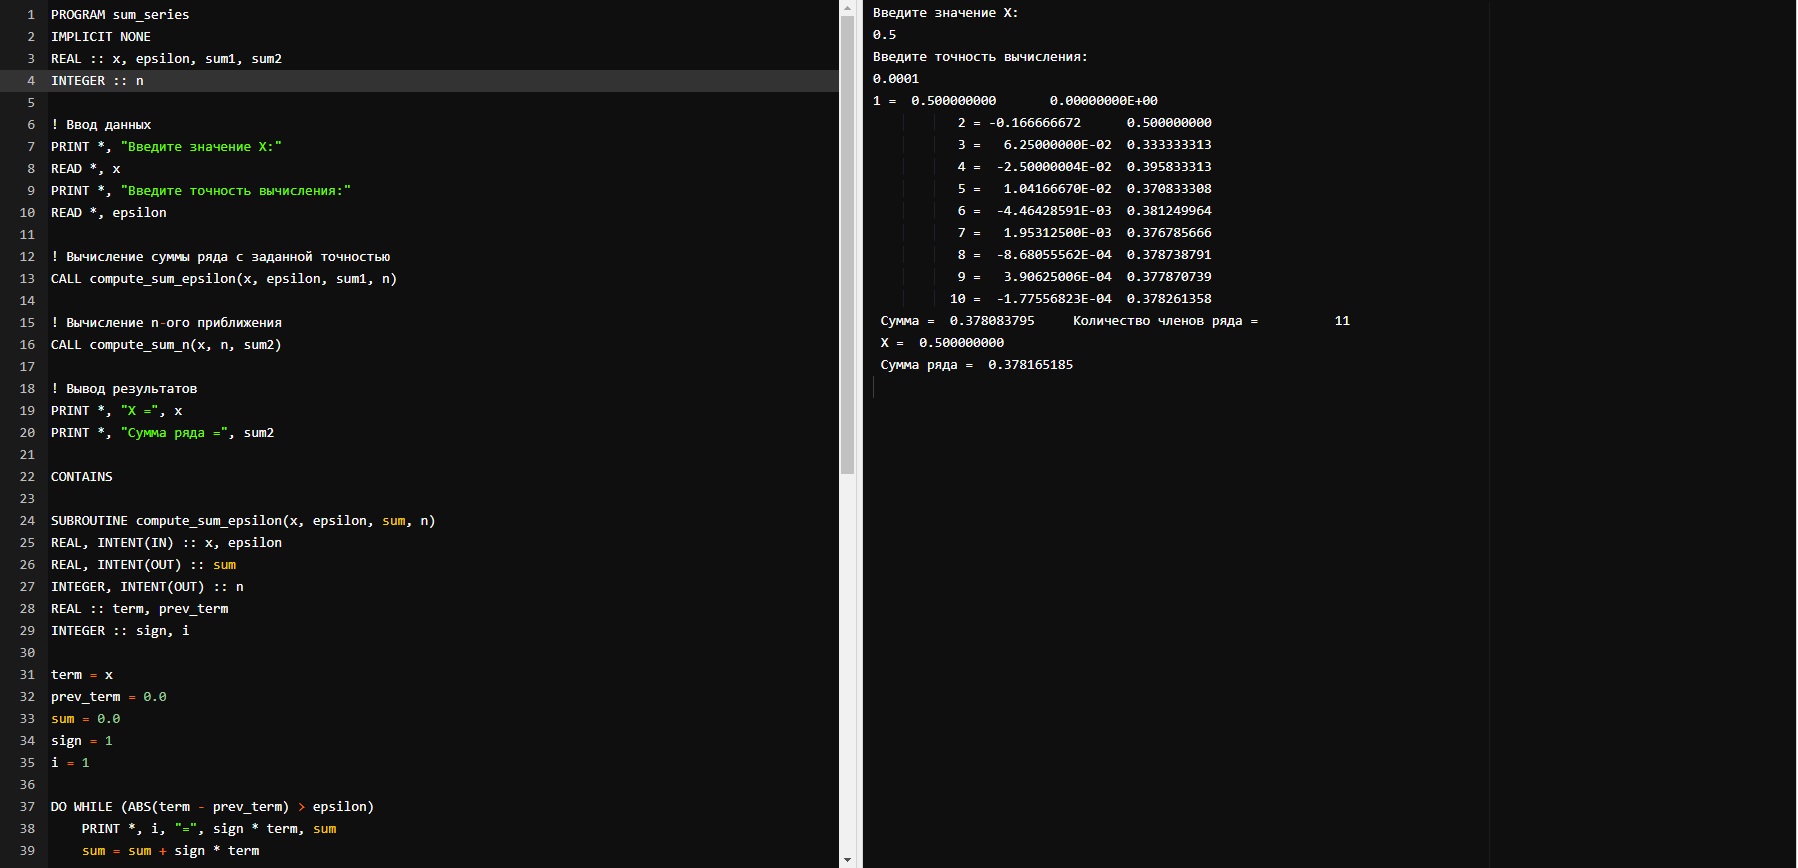 1 PROGRAM sum_series
2 IMPLICIT NONE
3 REAL :: x, epsilon, sum1, sum2
4 INTEGER :: n
5
6 ! Ввод данных
7 PRINT *, "Введите значение X:"
8 READ *, x
9 PRINT *, "Введите точность вычисления:"
10 READ *, epsilon
11
12 ! Вычисление суммы ряда с заданной точностью
13 CALL compute_sum_epsilon(x, epsilon, sum1, n)
14
15 ! Вычисление n-ого приближения
16 CALL compute_sum_n(x, n, sum2)
17
18 ! Вывод результатов
19 PRINT *, "X =", x
20 PRINT *, "Сумма ряда =", sum2
21
22 CONTAINS
23
24 SUBROUTINE compute_sum_epsilon(x, epsilon, sum, n)
25 REAL, INTENT(IN) :: x, epsilon
26 REAL, INTENT(OUT) :: sum
27 INTEGER, INTENT(OUT) :: n
28 REAL :: term, prev_term
29 INTEGER :: sign, i
30
31 term = x
32 prev_term = 0.0
33 sum = 0.0
34 sign = 1
35 i = 1
36
37 DO WHILE (ABS(term - prev_term) > epsilon)
38     PRINT *, i, "=", sign * term, sum
39     sum = sum + sign * term
Введите значение X:
0.5
Введите точность вычисления:
0.0001
1 =  0.500000000       0.00000000E+00
2 = -0.166666672      0.500000000
3 =   6.25000000E-02  0.333333313
4 =  -2.50000004E-02  0.395833313
5 =   1.04166670E-02  0.370833308
6 =  -4.46428591E-03  0.381249964
7 =   1.95312500E-03  0.376785666
8 =  -8.68055562E-04  0.378738791
9 =   3.90625006E-04  0.377870739
10 =  -1.77556823E-04  0.378261358
Сумма =  0.378083795     Количество членов ряда =          11
X =  0.500000000
Сумма ряда =  0.378165185